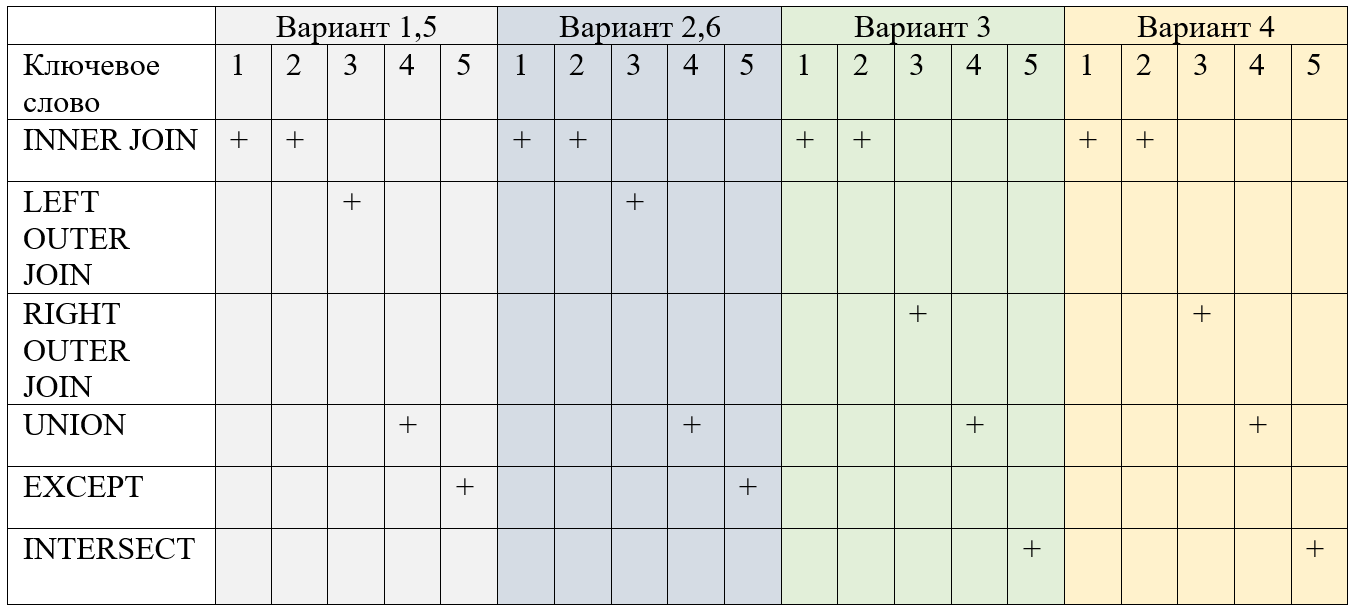 Вариант 1,5 Вариант 2,6 Вариант 3 Вариант 4
Ключевое 1 2 3 4 5 1 2 3 4 5 1 2 3 4 5 1 2 3 4 5
слово
INNER JOIN + + + + + + + +
LEFT + +
OUTER
JOIN
RIGHT + +
OUTER
JOIN
UNION + + + +
EXCEPT + +
INTERSECT + +